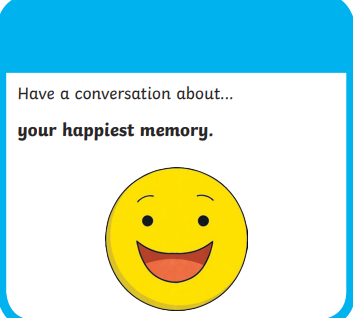 Have a conversation about...
your happiest memory.